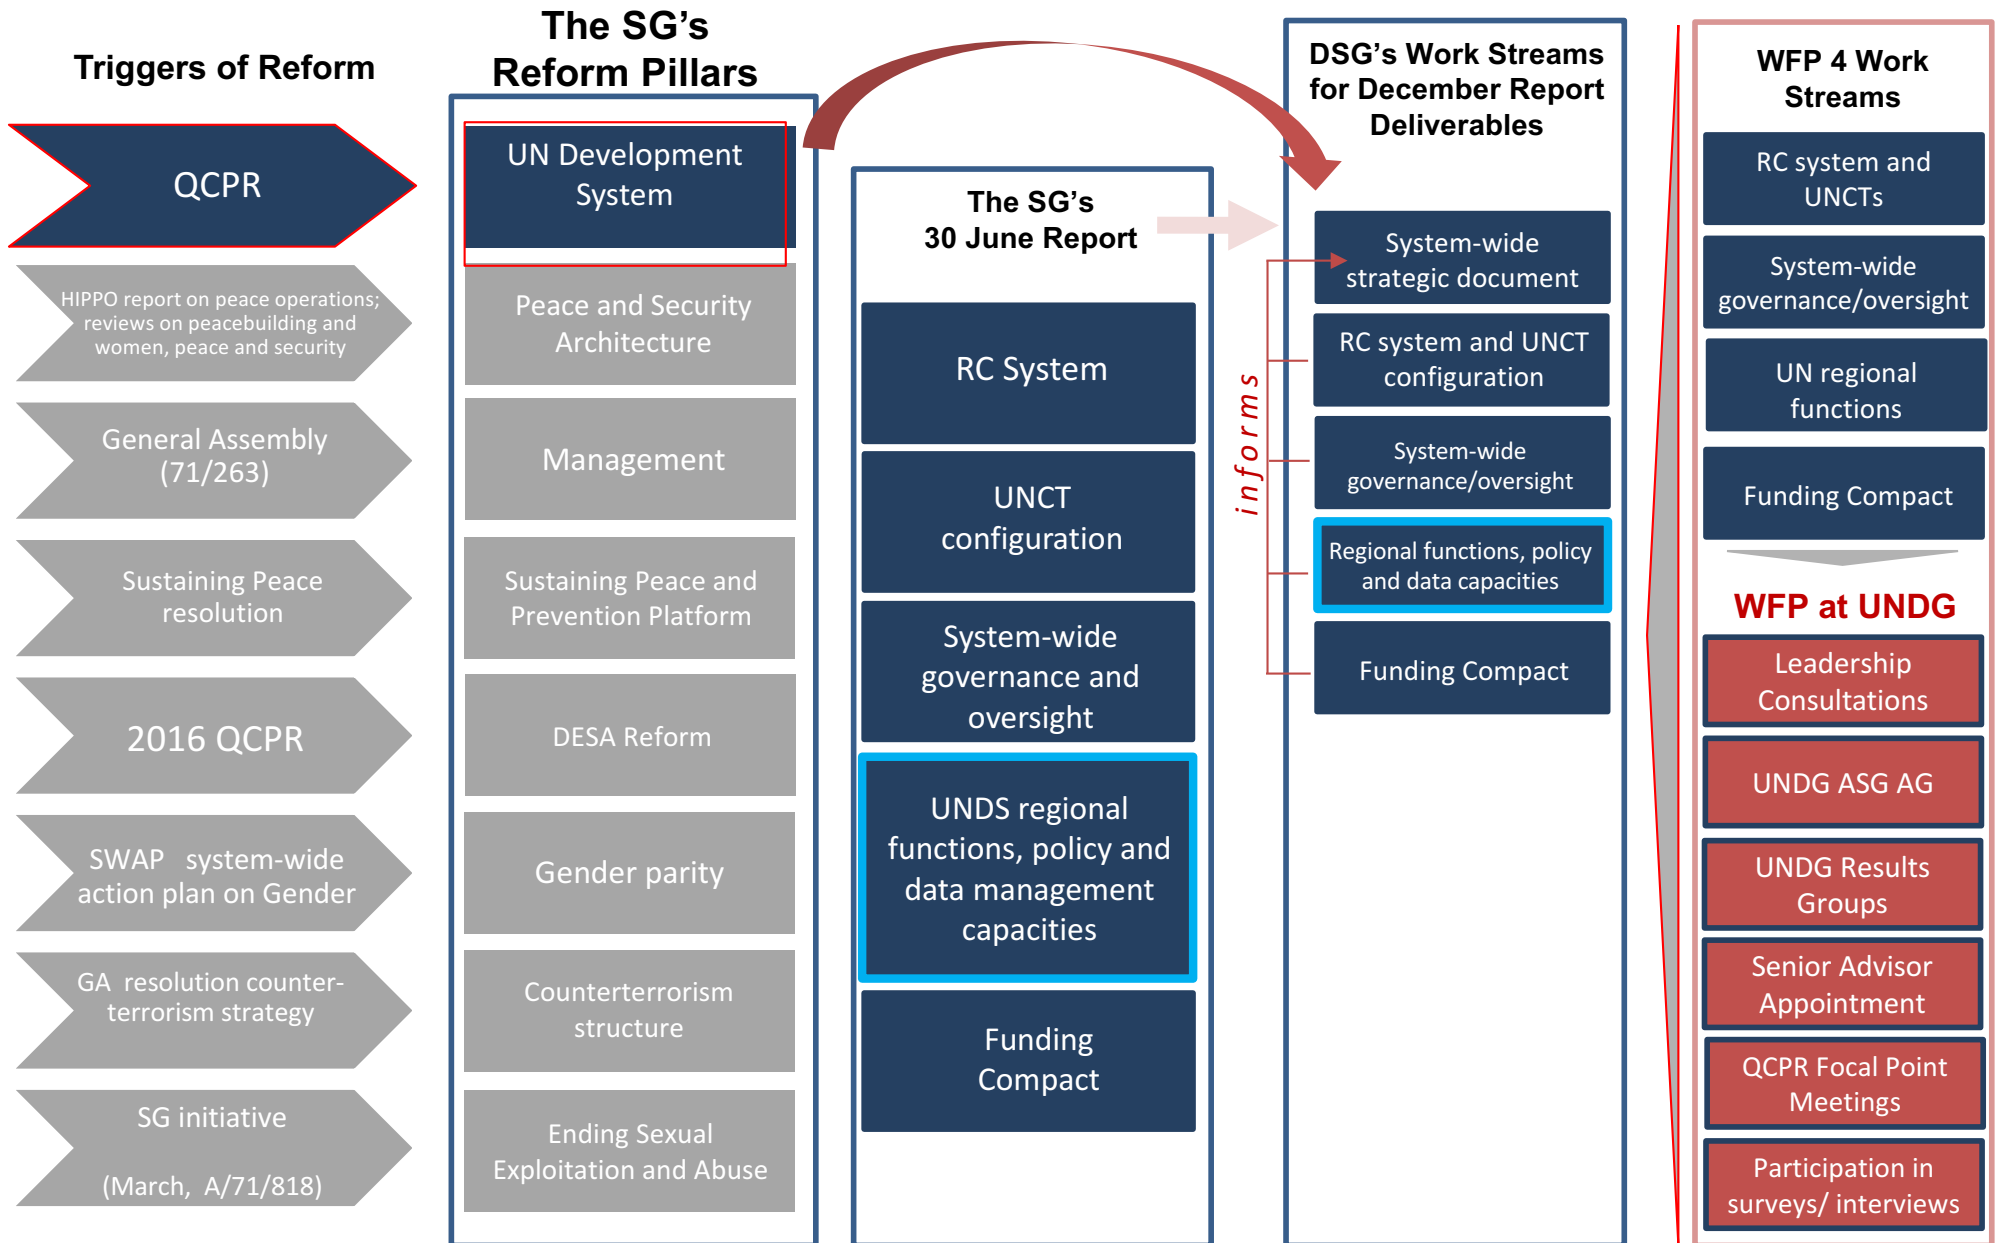 Triggers of Reform
QCPR
HIPPO report on peace operations;
reviews on peacebuilding and
women, peace and security
General Assembly
(71/263)
Sustaining Peace
resolution
2016 QCPR
SWAP system-wide
action plan on Gender
GA resolution counter-
terrorism strategy
SG initiative
(March, A/71/818)
The SG's
Reform Pillars
UN Development
System
Peace and Security
Architecture
Management
Sustaining Peace and
Prevention Platform
DESA Reform
Gender parity
Counterterrorism
structure
Ending Sexual
Exploitation and Abuse
The SG's
30 June Report
RC System
UNCT
configuration
System-wide
governance and
oversight
UNDS regional
functions, policy and
data management
capacities
Funding
Compact
DSG's Work Streams
for December Report
Deliverables
informs
System-wide
strategic document
RC system and UNCT
configuration
System-wide
governance/oversight
Regional functions, policy
and data capacities
Funding Compact
WFP 4 Work
Streams
RC system and
UNCTs
System-wide
governance/oversight
UN regional
functions
Funding Compact
WFP at UNDG
Leadership
Consultations
UNDG ASG AG
UNDG Results
Groups
Senior Advisor
Appointment
QCPR Focal Point
Meetings
Participation in
surveys/ interviews